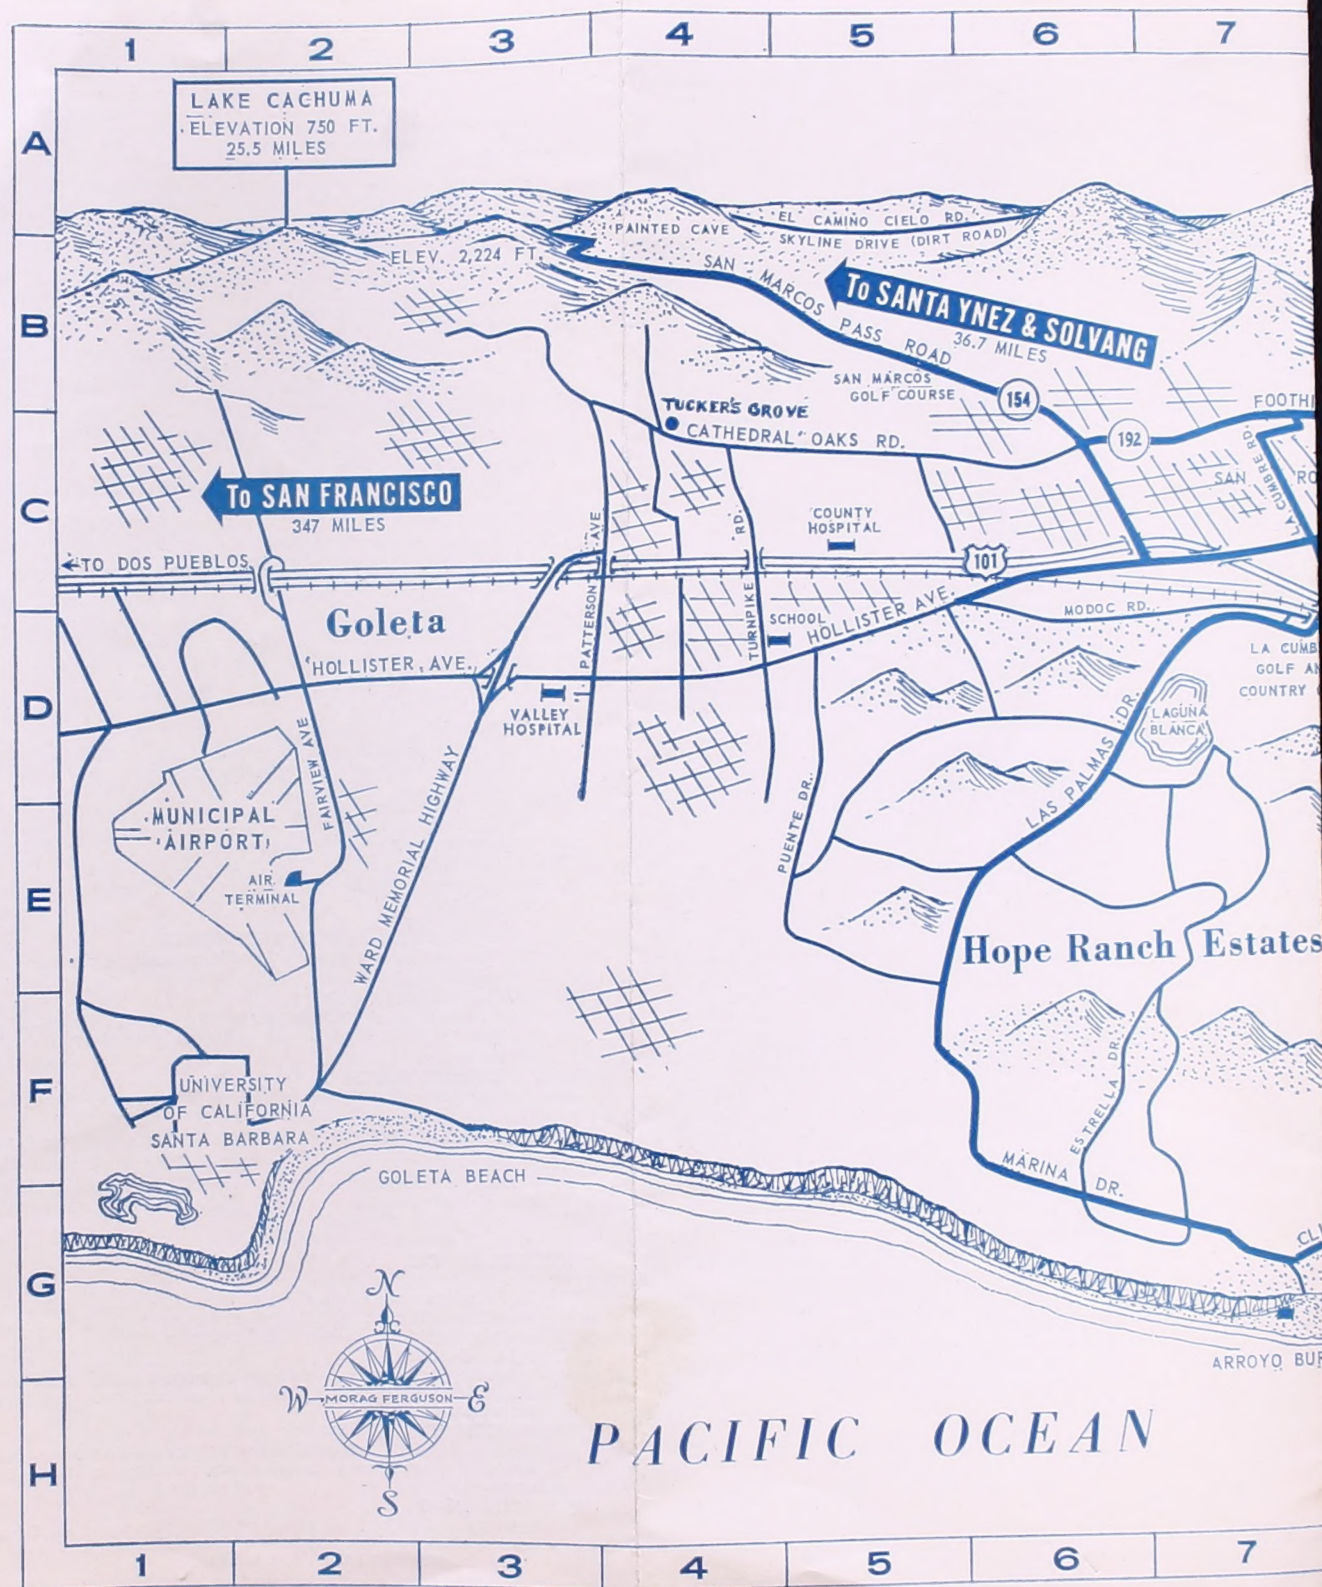 1 2 3 4 5 6 7
A
LAKE CACHUMA
ELEVATION 750 FT.
25.5 MILES
EL CAMINO CIELO RD.
PAINTED CAVE
SKYLINE DRIVE (DIRT ROAD)
ELEV. 2,224 FT.
B
SAN MARCOS PASS ROAD
To SANTA YNEZ & SOLVANG
36.7 MILES
SAN MARCOS
GOLF COURSE
154
FOOTHI
TUCKER'S GROVE
CATHEDRAL OAKS RD.
192
C
To SAN FRANCISCO
347 MILES
LA CUMBRE RD.
SAN RO
COUNTY
HOSPITAL
TO DOS PUEBLOS
101
PATTERSON AVE
TURNPIKE RD.
Goleta
SCHOOL
HOLLISTER AVE.
MODOC RD.
HOLLISTER AVE.
D
LA CUMB
GOLF AN
COUNTRY
VALLEY
HOSPITAL
LAGUNA
BLANCA
LAS PALMAS DR.
FAIRVIEW AVE
WARD MEMORIAL HIGHWAY
PUENTE DR.
MUNICIPAL
AIRPORT
E
AIR
TERMINAL
Hope Ranch Estates
F
UNIVERSITY
OF CALIFORNIA
SANTA BARBARA
ESTRELLA DR.
MARINA DR.
GOLETA BEACH
CL
G
ARROYO BUR
N
W MORAG FERGUSON E
S
PACIFIC OCEAN
H
1 2 3 4 5 6 7